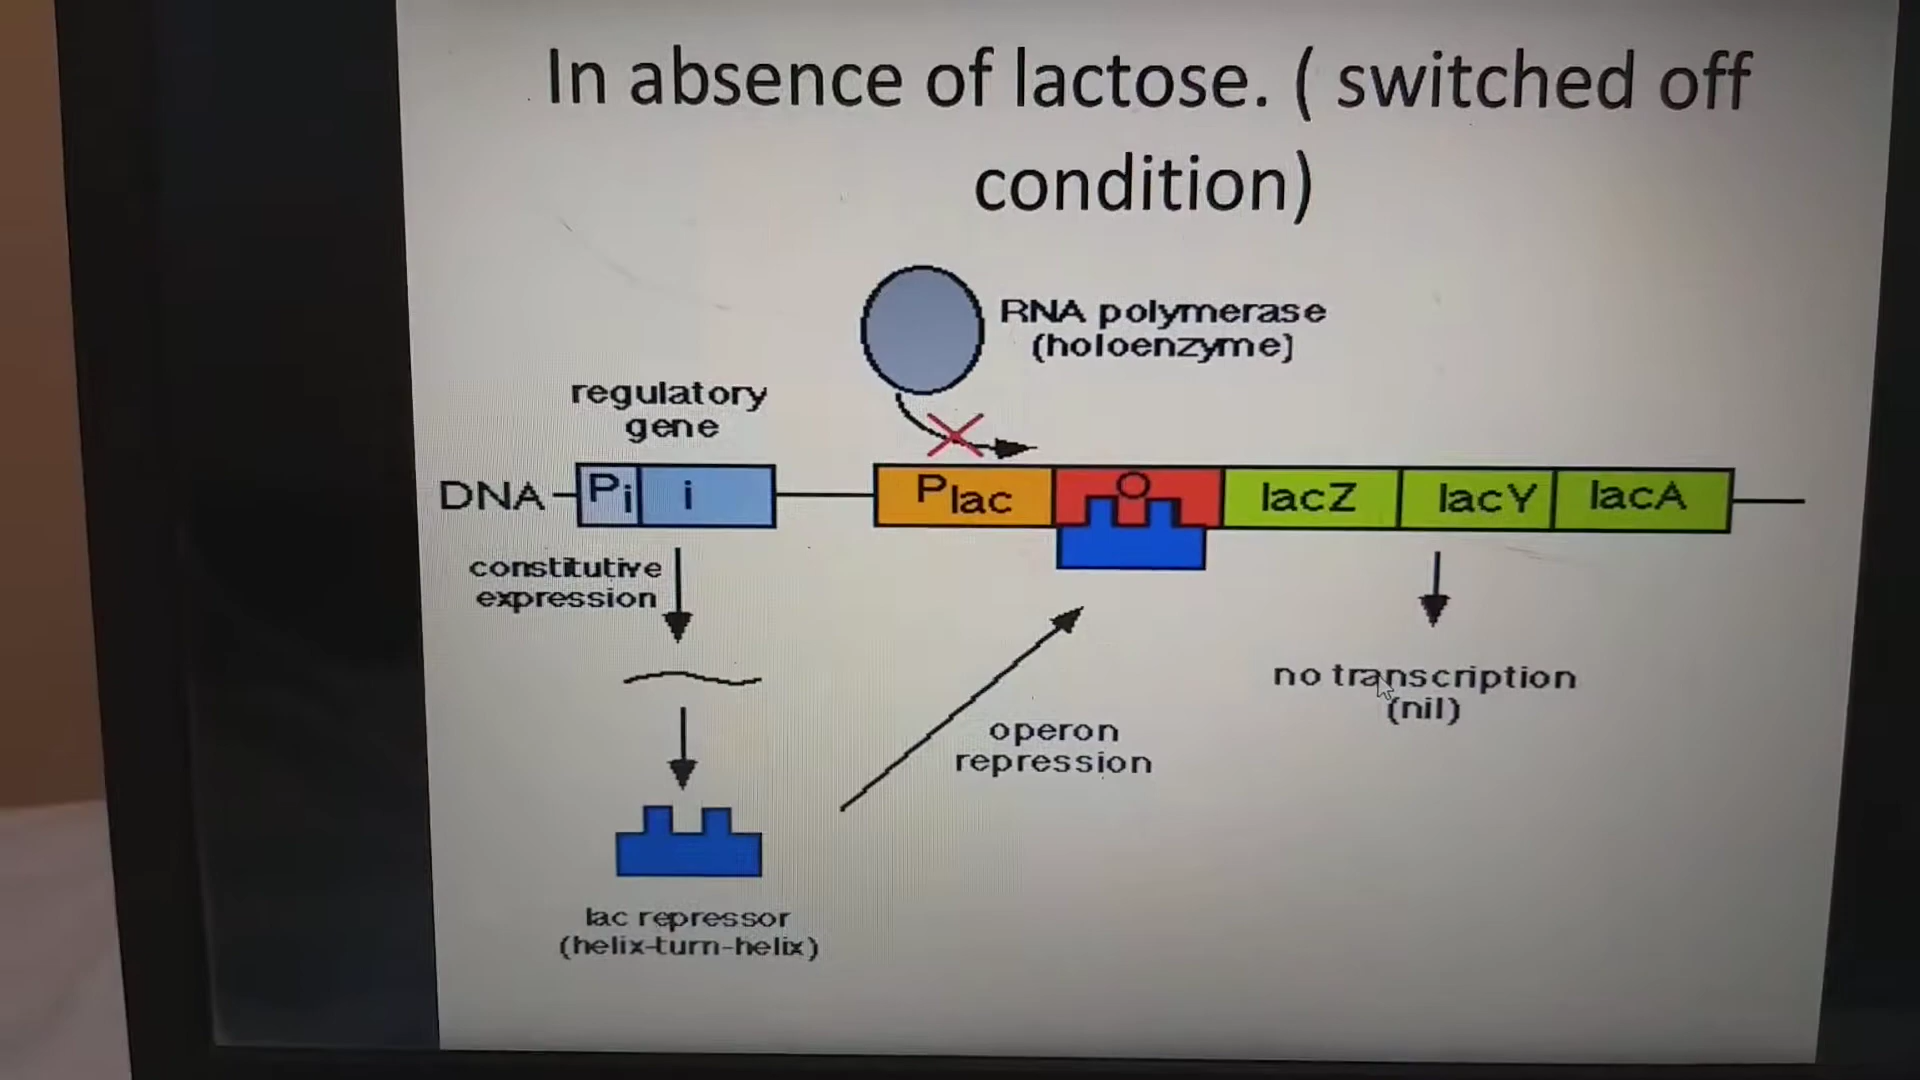 In absence of lactose. ( switched off
condition)
RNA polymerase
(holoenzyme)
regulatory
gene
DNA
Pi
i
Plac
O
lacZ
lacY
lacA
constitutive
expression
no transcription
(nil)
operon
repression
lac repressor
(helix-turn-helix)